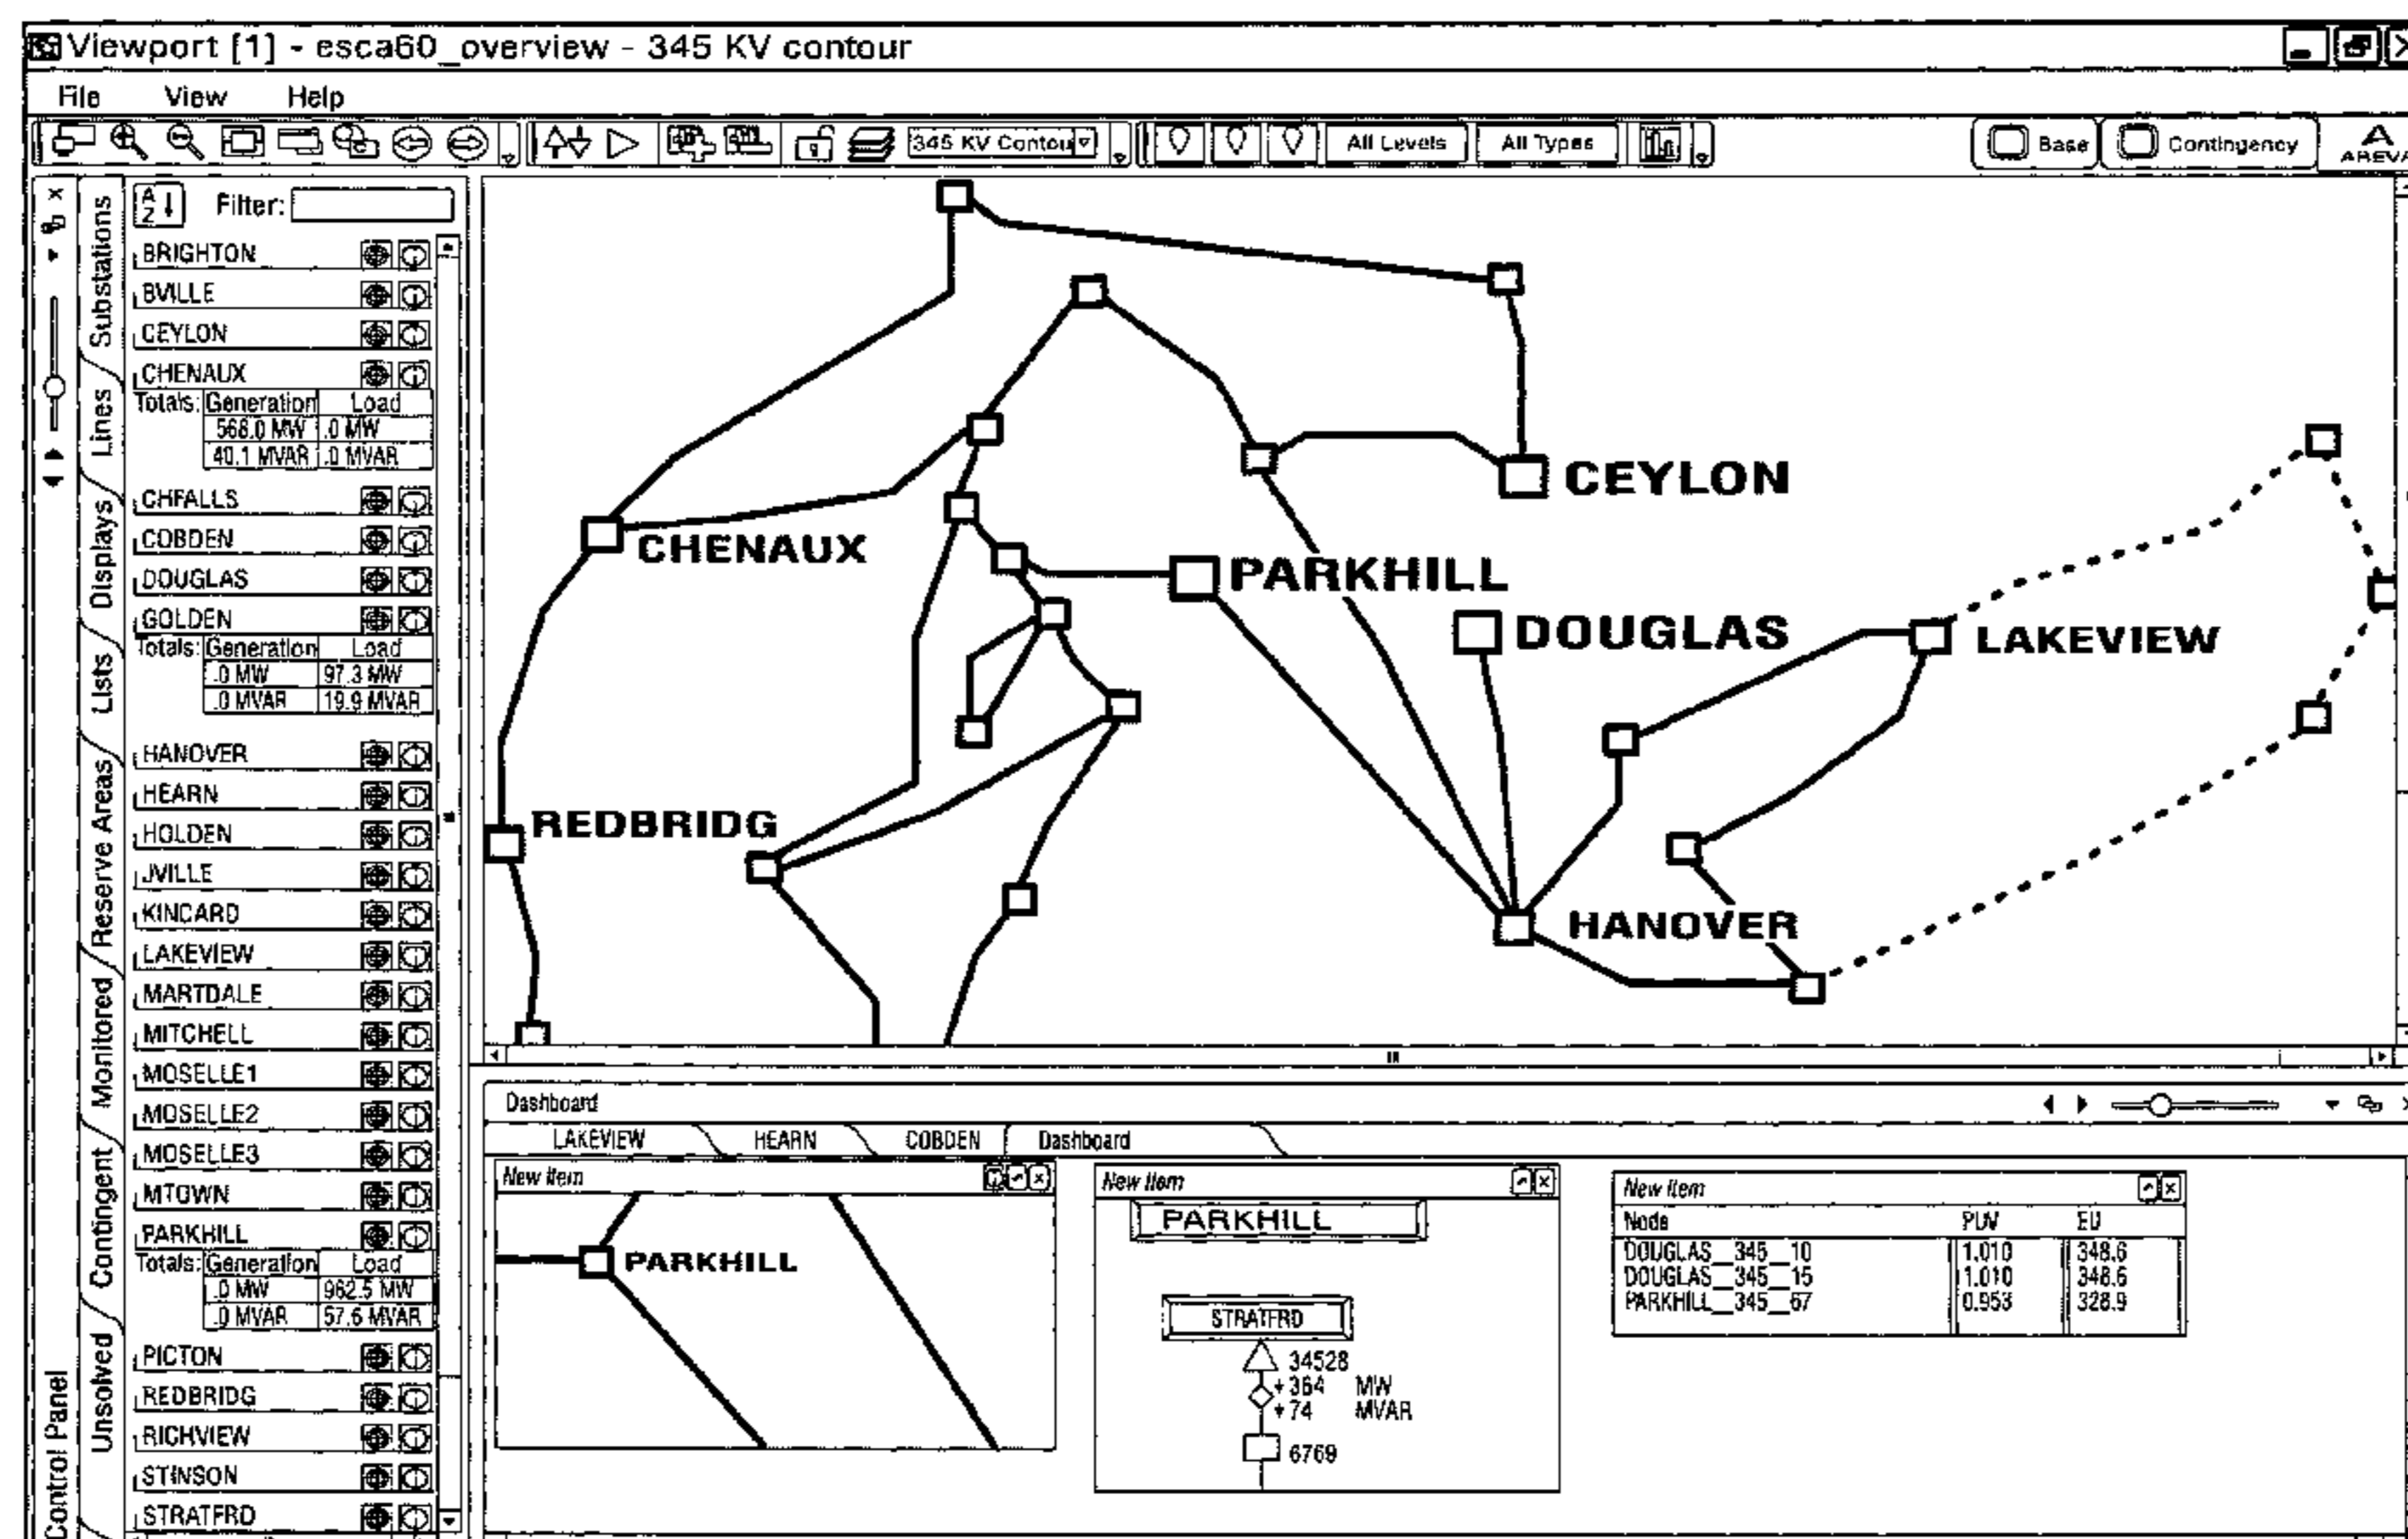 Viewport [1] - esca60_overview - 345 KV contour
File View Help
345 KV Contou All Levels All Types Base Contingency AREVA
Control Panel
Substations
Lines
Displays
Lists
Reserve Areas
Monitored
Contingent
Unsolved
Filter:
BRIGHTON
BVILLE
CEYLON
CHENAUX
Totals: Generation Load
568.0 MW .0 MW
40.1 MVAR .0 MVAR
CHFALLS
COBDEN
DOUGLAS
GOLDEN
Totals: Generation Load
.0 MW 97.3 MW
.0 MVAR 19.9 MVAR
HANOVER
HEARN
HOLDEN
JVILLE
KINCARD
LAKEVIEW
MARTDALE
MITCHELL
MOSELLE1
MOSELLE2
MOSELLE3
MTOWN
PARKHILL
Totals: Generation Load
.0 MW 962.5 MW
.0 MVAR 57.6 MVAR
PICTON
REDBRIDG
RICHVIEW
STINSON
STRATFRD
CEYLON
CHENAUX
PARKHILL
DOUGLAS
LAKEVIEW
REDBRIDG
HANOVER
Dashboard
LAKEVIEW HEARN COBDEN Dashboard
New Item
PARKHILL
New Item
PARKHILL
STRATFRD
34528
+364 MW
+74 MVAR
6769
New Item
Node PUV EU
DOUGLAS__345__10 1.010 348.6
DOUGLAS__345__15 1.010 348.6
PARKHILL__345__67 0.953 328.9